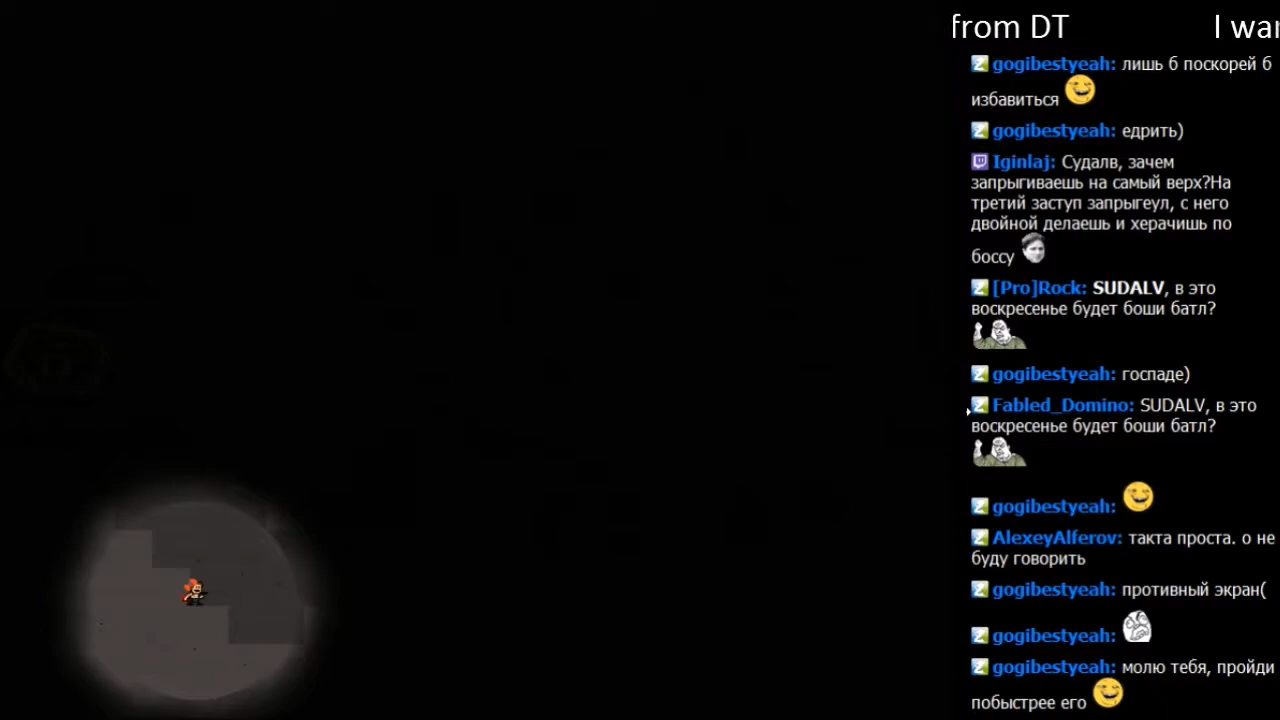 from DT I wan
gogibestyeah: лишь б поскорей б
избавиться
gogibestyeah: едрить)
Iginlaj: Судалв, зачем
запрыгиваешь на самый верх?На
третий заступ запрыгеул, с него
двойной делаешь и херачишь по
боссу
[Pro]Rock: SUDALV, в это
воскресенье будет боши батл?
gogibestyeah: госпаде)
Fabled_Domino: SUDALV, в это
воскресенье будет боши батл?
gogibestyeah:
AlexeyAlferov: такта проста. о не
буду говорить
gogibestyeah: противный экран(
gogibestyeah:
gogibestyeah: молю тебя, пройди
побыстрее его